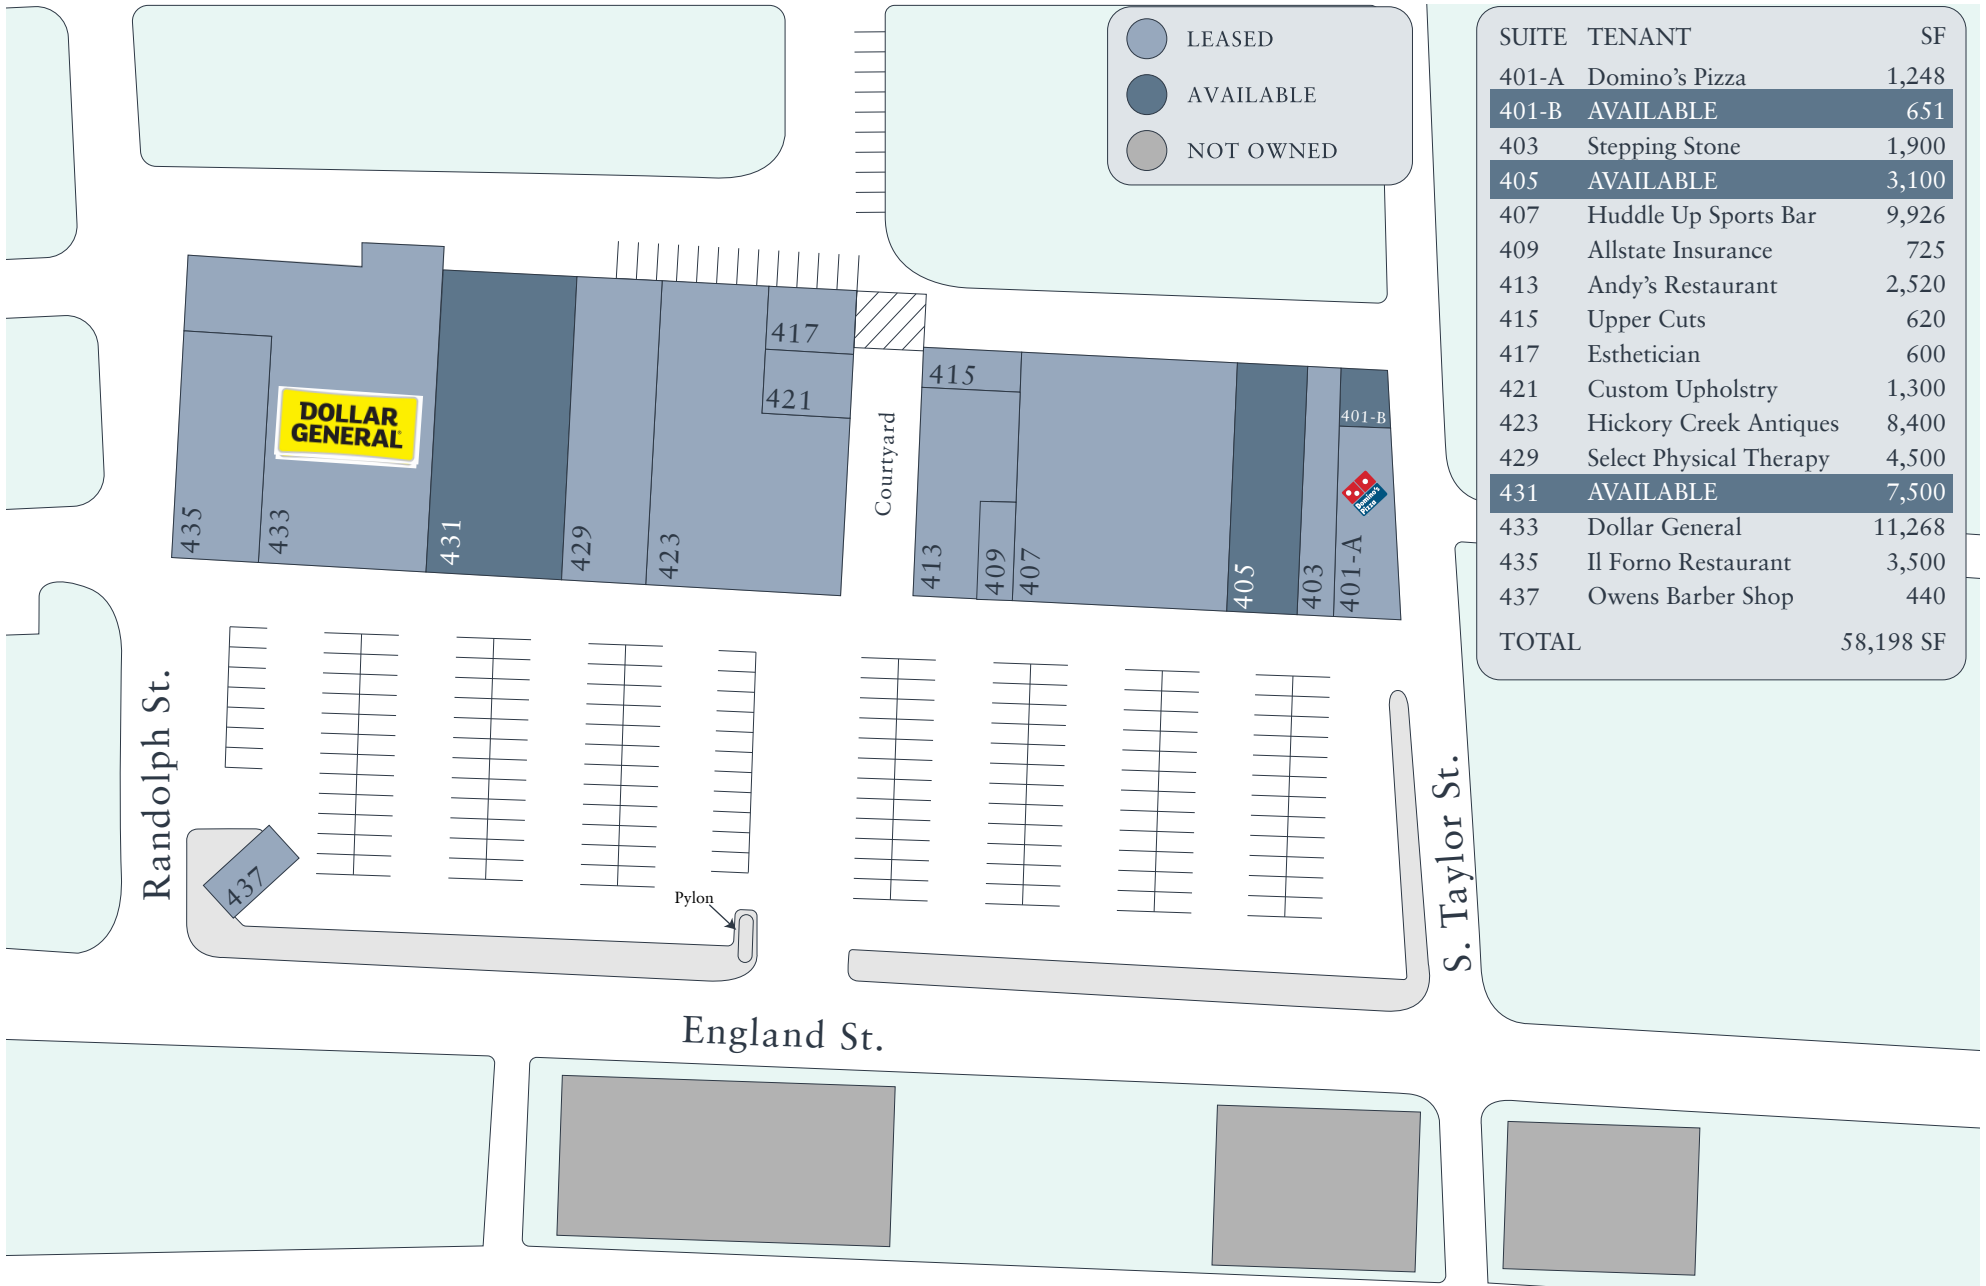 LEASED
AVAILABLE
NOT OWNED
SUITE TENANT SF
401-A Domino's Pizza 1,248
401-B AVAILABLE 651
403 Stepping Stone 1,900
405 AVAILABLE 3,100
407 Huddle Up Sports Bar 9,926
409 Allstate Insurance 725
413 Andy's Restaurant 2,520
415 Upper Cuts 620
417 Esthetician 600
421 Custom Upholstry 1,300
423 Hickory Creek Antiques 8,400
429 Select Physical Therapy 4,500
431 AVAILABLE 7,500
433 Dollar General 11,268
435 Il Forno Restaurant 3,500
437 Owens Barber Shop 440
TOTAL 58,198 SF
435
433
DOLLAR
GENERAL
431
429
423
417
421
Courtyard
415
413
409
407
405
403
401-B
Domino's
Pizza
401-A
437
Pylon
Randolph St.
S. Taylor St.
England St.